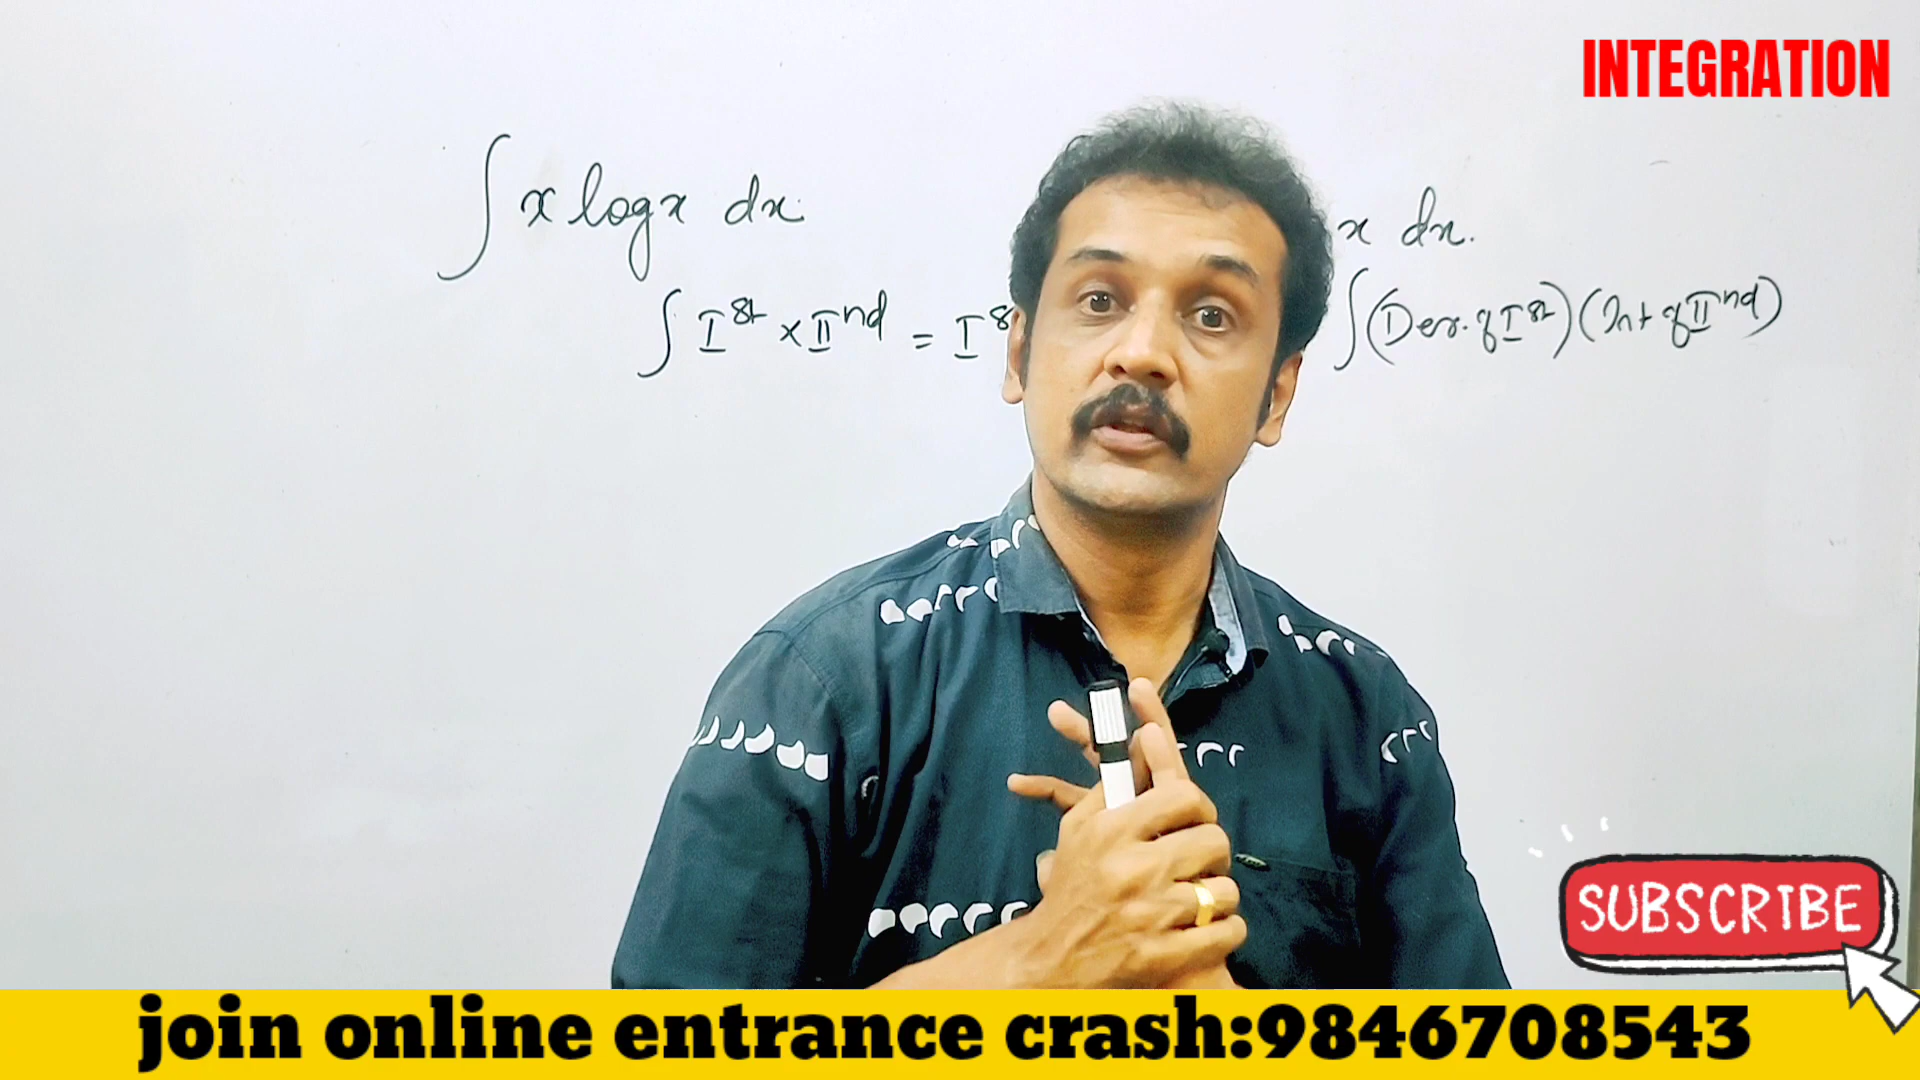 INTEGRATION
∫ x log x dx
x dx.
∫ I st × II nd = I s
∫ (Der. of I st) (Int of II nd)
SUBSCRIBE
join online entrance crash:9846708543